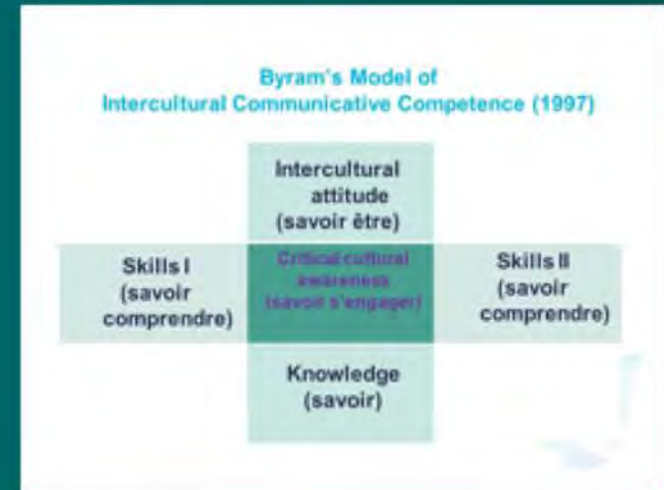 Byram's Model of
Intercultural Communicative Competence (1997)
Intercultural
attitude
(savoir être)
Skills I
(savoir
comprendre)
Critical cultural
awareness
(savoir s'engager)
Skills II
(savoir
comprendre)
Knowledge
(savoir)